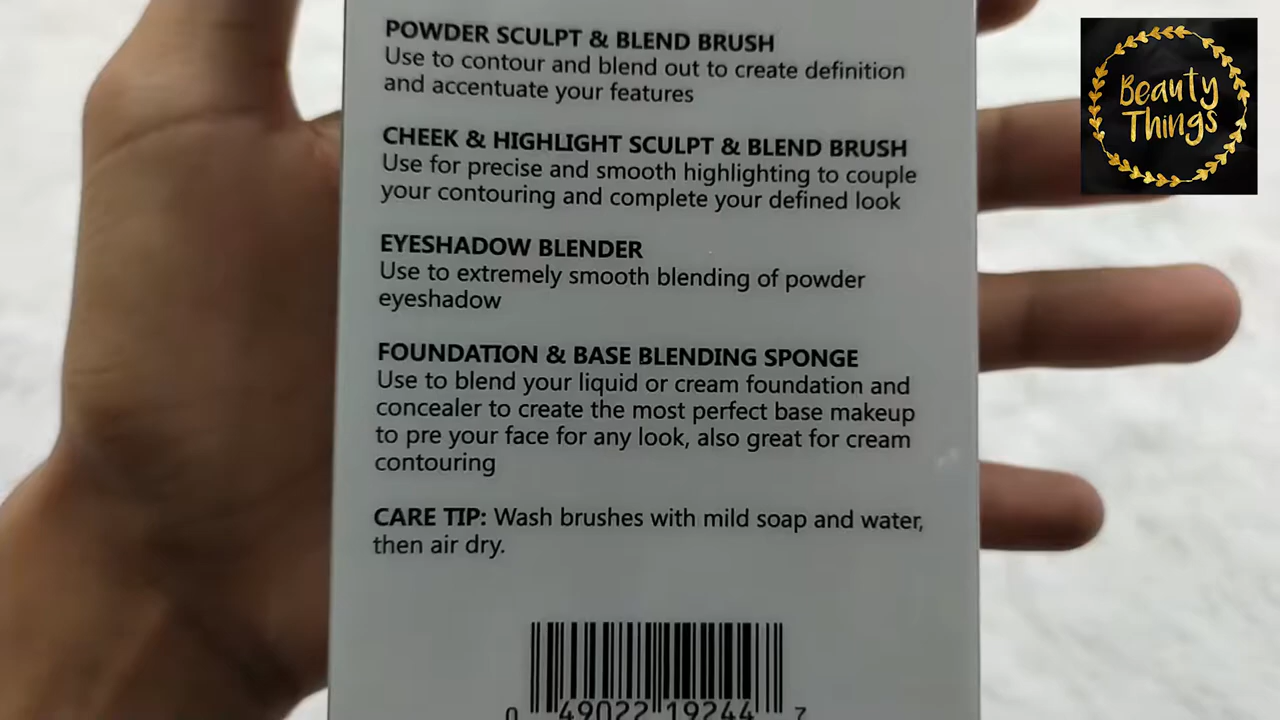 POWDER SCULPT & BLEND BRUSH
Use to contour and blend out to create definition
and accentuate your features
CHEEK & HIGHLIGHT SCULPT & BLEND BRUSH
Use for precise and smooth highlighting to couple
your contouring and complete your defined look
EYESHADOW BLENDER
Use to extremely smooth blending of powder
eyeshadow
FOUNDATION & BASE BLENDING SPONGE
Use to blend your liquid or cream foundation and
concealer to create the most perfect base makeup
to pre your face for any look, also great for cream
contouring
CARE TIP: Wash brushes with mild soap and water,
then air dry.
0 49022 19244 7
Beauty
Things